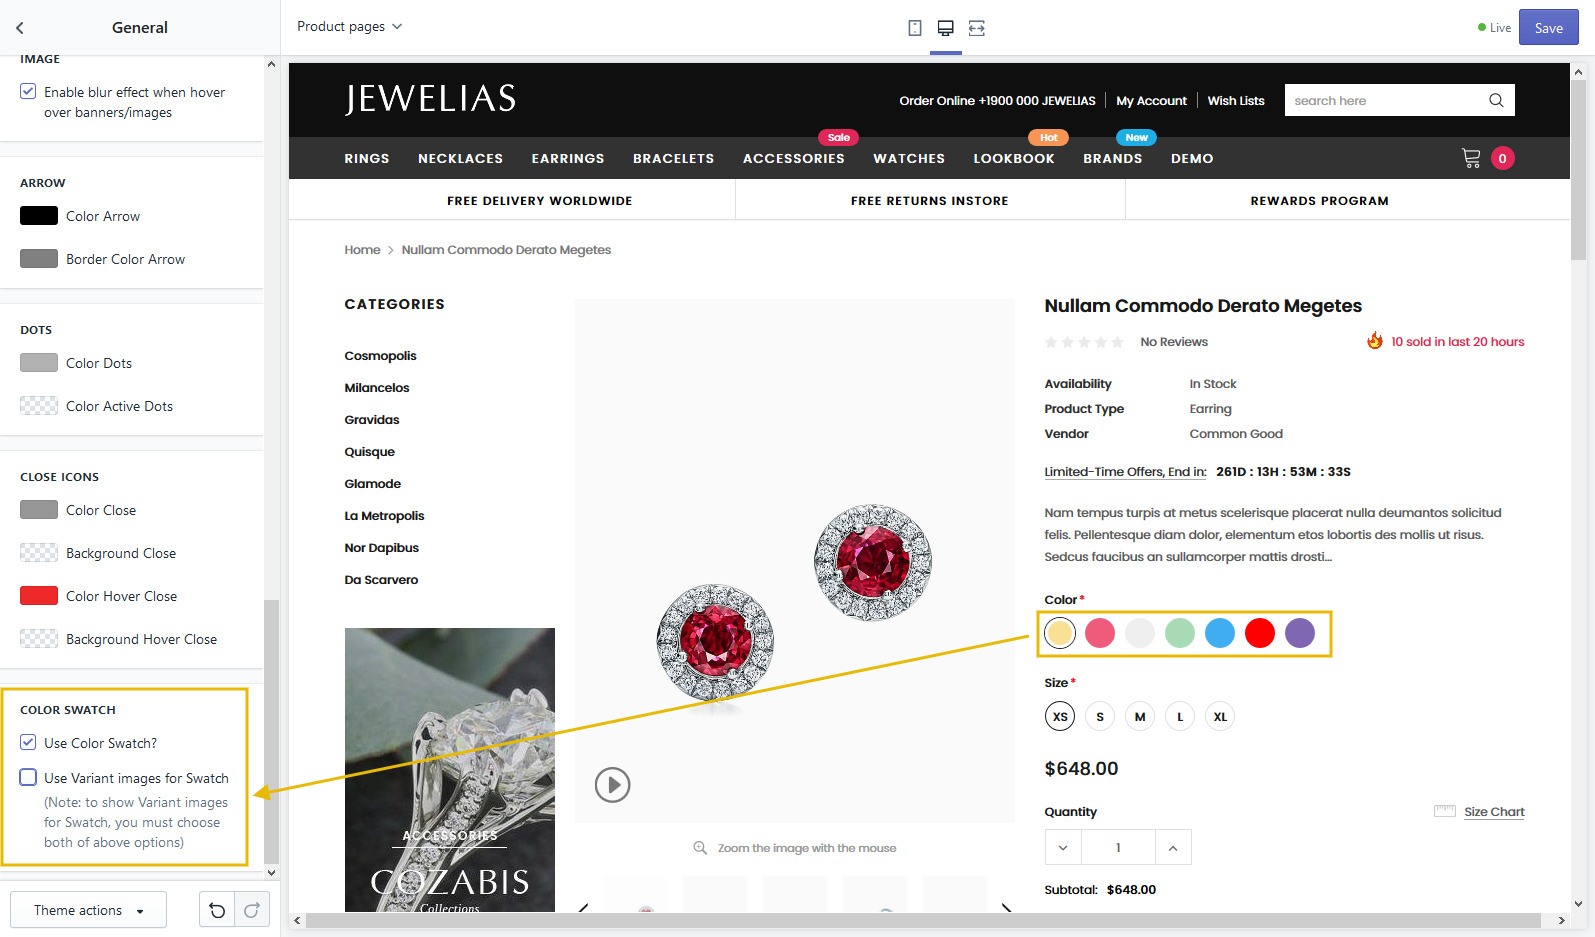 General
Product pages
Live
Save
IMAGE
Enable blur effect when hover
over banners/images
ARROW
Color Arrow
Border Color Arrow
DOTS
Color Dots
Color Active Dots
CLOSE ICONS
Color Close
Background Close
Color Hover Close
Background Hover Close
COLOR SWATCH
Use Color Swatch?
Use Variant images for Swatch
(Note: to show Variant images
for Swatch, you must choose
both of above options)
Theme actions
JEWELIAS
Order Online +1900 000 JEWELIAS
My Account
Wish Lists
search here
Sale
Hot
New
RINGS NECKLACES EARRINGS BRACELETS ACCESSORIES WATCHES LOOKBOOK BRANDS DEMO
0
FREE DELIVERY WORLDWIDE
FREE RETURNS INSTORE
REWARDS PROGRAM
Home > Nullam Commodo Derato Megetes
CATEGORIES
Cosmopolis
Milancelos
Gravidas
Quisque
Glamode
La Metropolis
Nor Dapibus
Da Scarvero
ACCESSORIES
COZABIS
Collections
Zoom the image with the mouse
Nullam Commodo Derato Megetes
No Reviews
10 sold in last 20 hours
Availability In Stock
Product Type Earring
Vendor Common Good
Limited-Time Offers, End in: 261D : 13H : 53M : 33S
Nam tempus turpis at metus scelerisque placerat nulla deumantos solicitud
felis. Pellentesque diam dolor, elementum etos lobortis des mollis ut risus.
Sedcus faucibus an sullamcorper mattis drosti...
Color *
Size *
XS S M L XL
$648.00
Quantity
Size Chart
1
Subtotal: $648.00